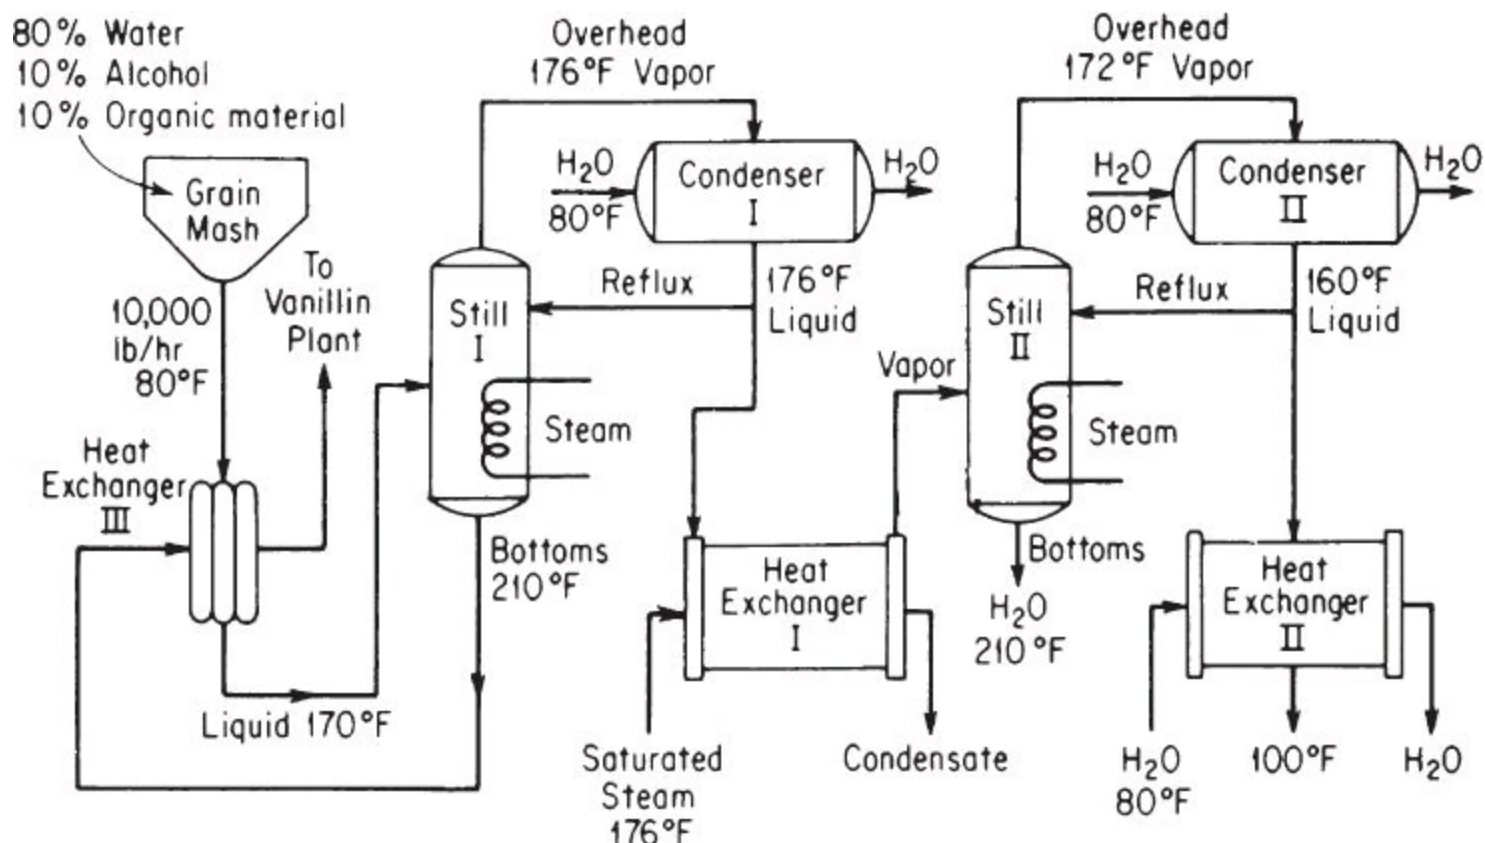 80% Water
10% Alcohol
10% Organic material
Grain
Mash
10,000
lb/hr
80°F
To
Vanillin
Plant
Heat
Exchanger
III
Liquid 170°F
Overhead
176°F Vapor
H₂O
80°F
Condenser
I
H₂O
Still
I
Reflux
176°F
Liquid
Steam
Bottoms
210°F
Heat
Exchanger
I
Saturated
Steam
176°F
Condensate
Vapor
Overhead
172°F Vapor
H₂O
80°F
Condenser
II
H₂O
Still
II
Reflux
160°F
Liquid
Steam
Bottoms
H₂O
210°F
Heat
Exchanger
II
H₂O
80°F
100°F
H₂O